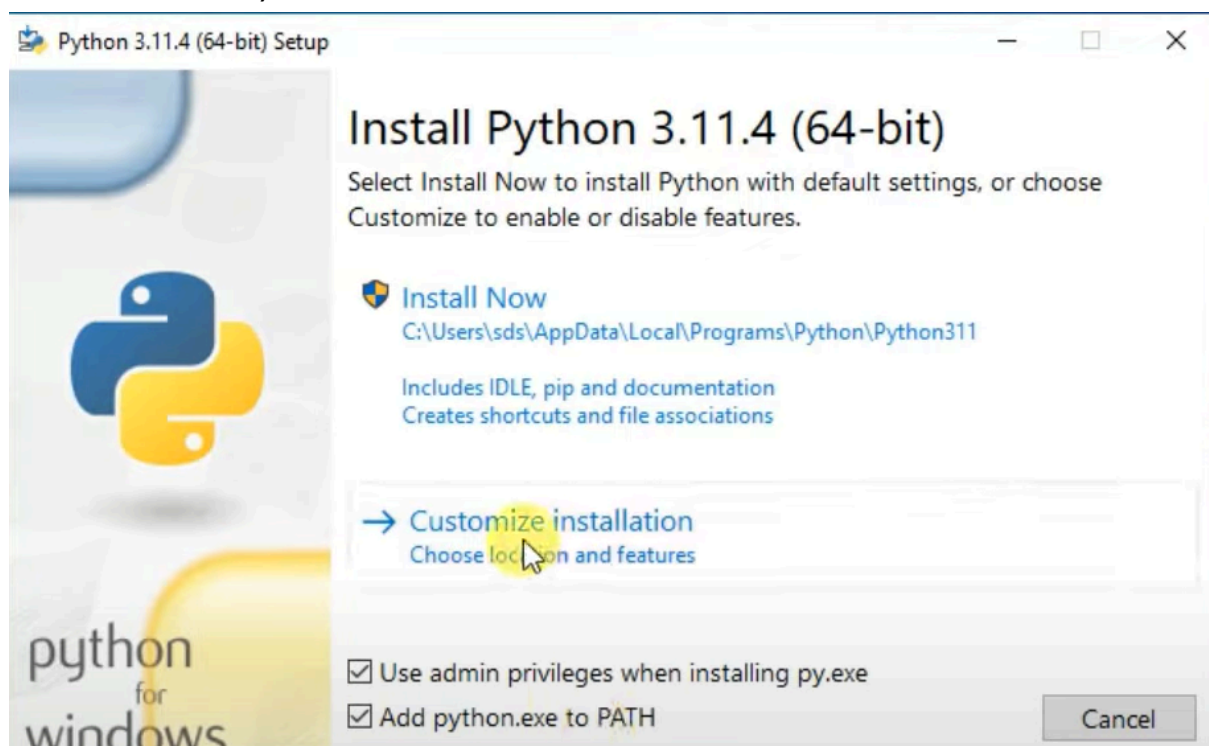 Python 3.11.4 (64-bit) Setup
Install Python 3.11.4 (64-bit)
Select Install Now to install Python with default settings, or choose
Customize to enable or disable features.
Install Now
C:\Users\sds\AppData\Local\Programs\Python\Python311
Includes IDLE, pip and documentation
Creates shortcuts and file associations
Customize installation
Choose location and features
python
for
windows
Use admin privileges when installing py.exe
Add python.exe to PATH
Cancel